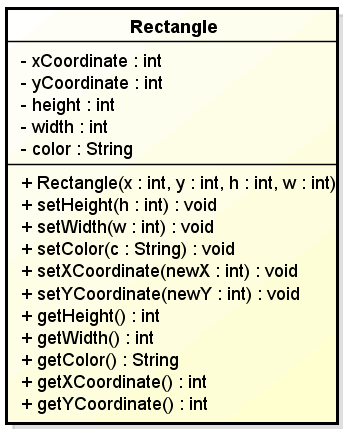 Rectangle
- xCoordinate : int
- yCoordinate : int
- height : int
- width : int
- color : String
+ Rectangle(x : int, y : int, h : int, w : int)
+ setHeight(h : int) : void
+ setWidth(w : int) : void
+ setColor(c : String) : void
+ setXCoordinate(newX : int) : void
+ setYCoordinate(newY : int) : void
+ getHeight() : int
+ getWidth() : int
+ getColor() : String
+ getXCoordinate() : int
+ getYCoordinate() : int